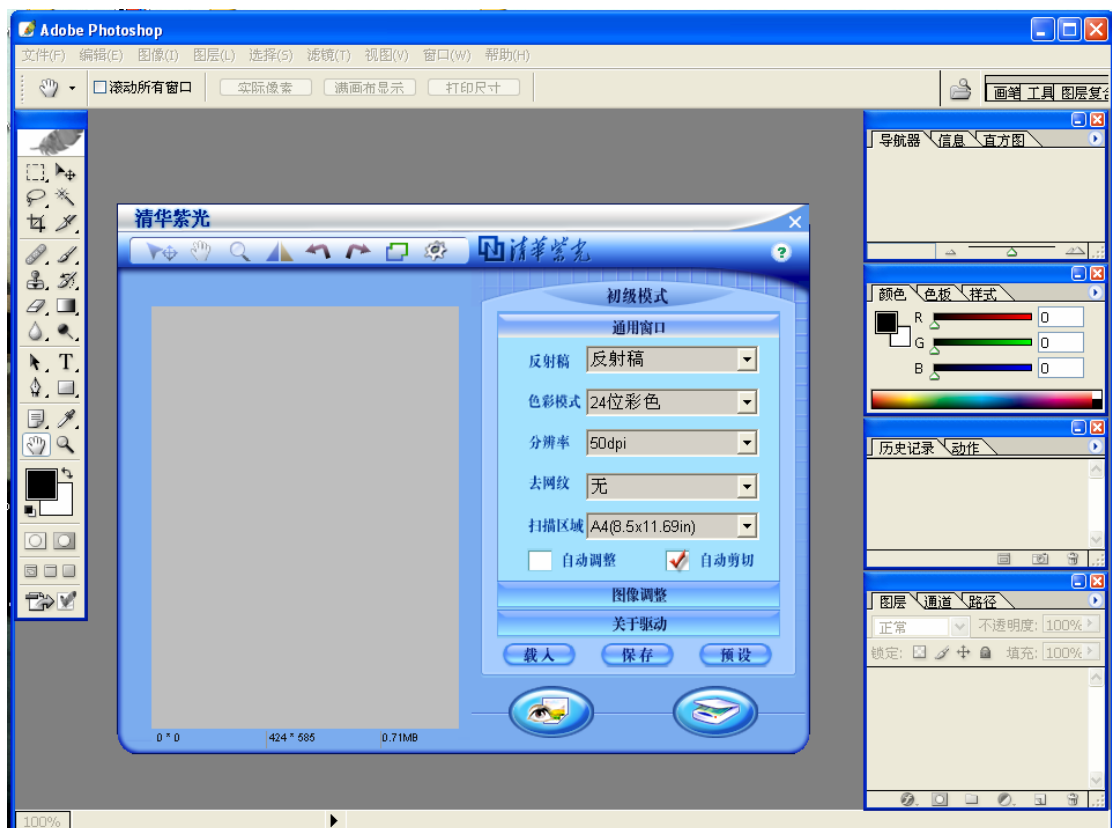 Adobe Photoshop
文件(F) 编辑(E) 图像(I) 图层(L) 选择(S) 滤镜(T) 视图(V) 窗口(W) 帮助(H)
滚动所有窗口 实际像素 满画布显示 打印尺寸
画笔 工具 图层复合
导航器 信息 直方图
清华紫光
清华紫光
?
初级模式
通用窗口
反射稿 反射稿
色彩模式 24位彩色
分辨率 50dpi
去网纹 无
扫描区域 A4(8.5x11.69in)
自动调整 自动剪切
图像调整
关于驱动
载入 保存 预设
0 * 0 424 * 585 0.71MB
颜色 色板 样式
R 0
G 0
B 0
历史记录 动作
图层 通道 路径
正常 不透明度: 100%
锁定: 填充: 100%
100%